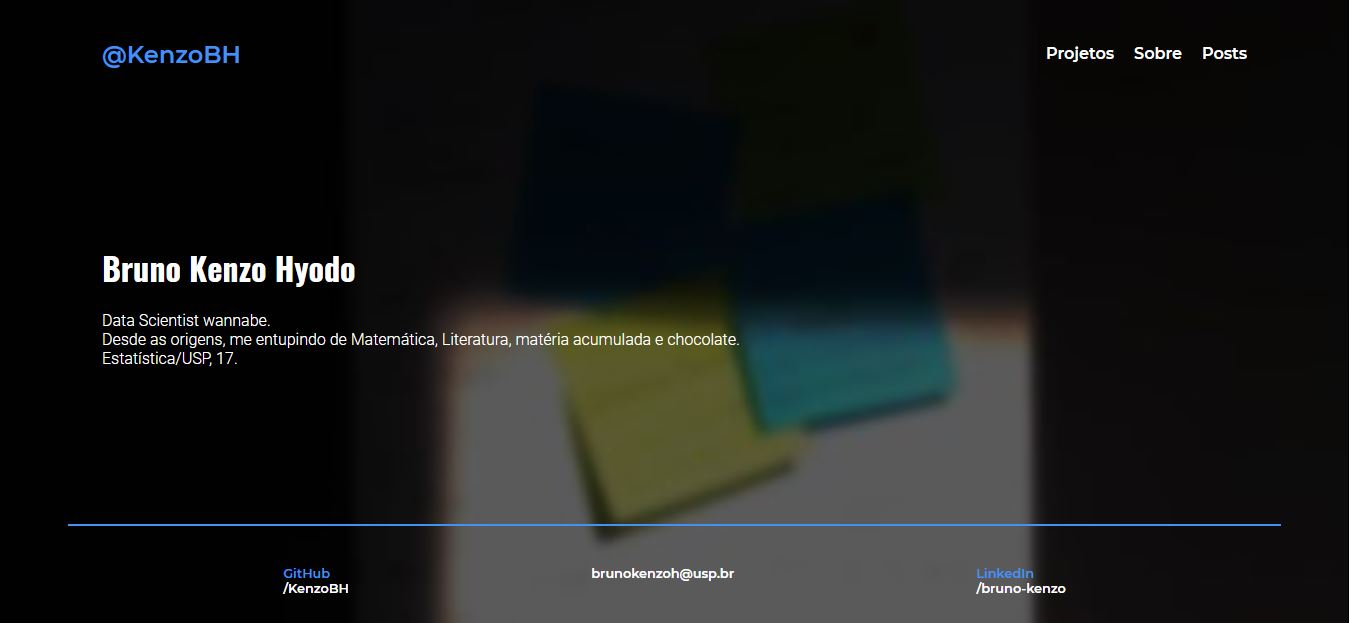 @KenzoBH
Projetos Sobre Posts
Bruno Kenzo Hyodo
Data Scientist wannabe.
Desde as origens, me entupindo de Matemática, Literatura, matéria acumulada e chocolate.
Estatística/USP, 17.
GitHub
/KenzoBH
brunokenzoh@usp.br
LinkedIn
/bruno-kenzo